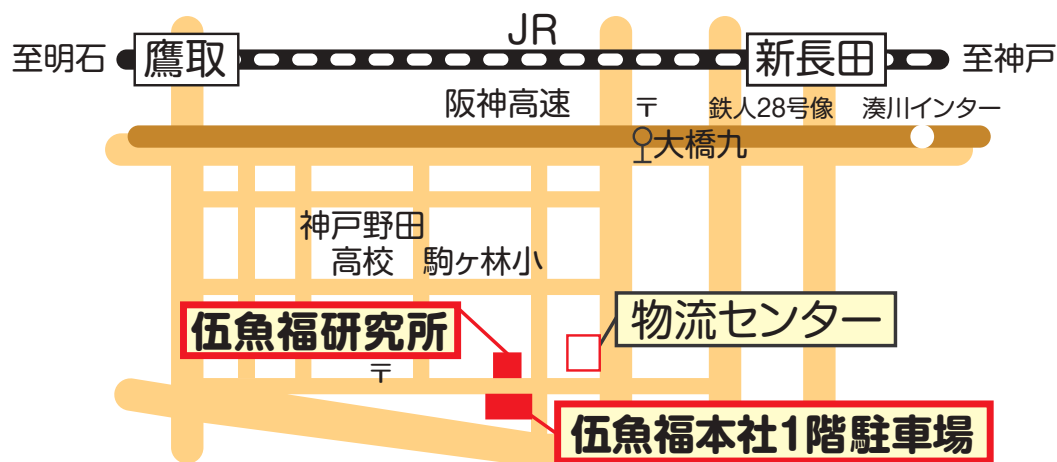 JR
至明石
鷹取
新長田
至神戸
阪神高速
〒
鉄人28号像
湊川インター
大橋九
神戸野田
高校
駒ヶ林小
伍魚福研究所
物流センター
〒
伍魚福本社1階駐車場